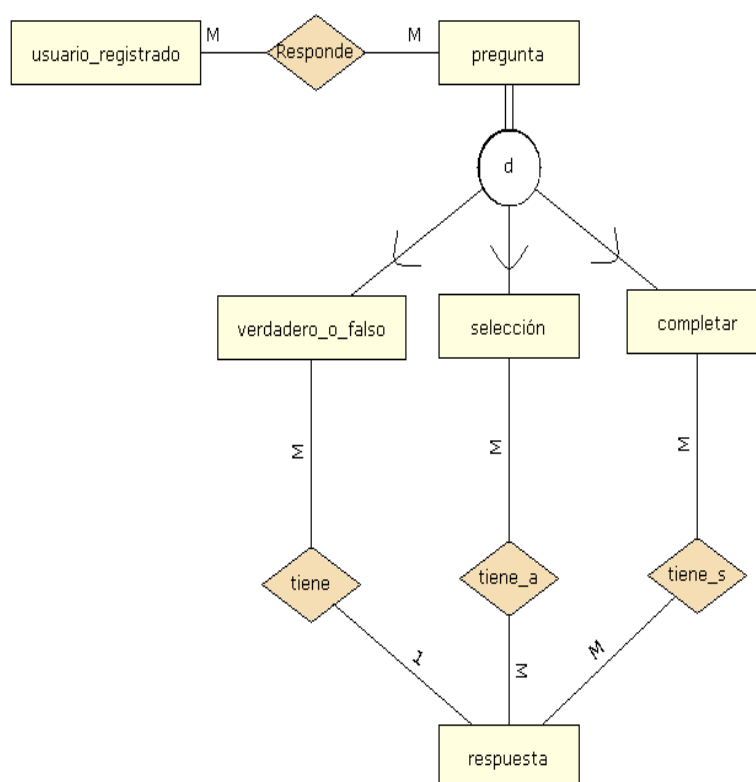 M
M
usuario_registrado
Responde
pregunta
d
verdadero_o_falso
selección
completar
M
M
M
tiene
tiene_a
tiene_s
1
M
M
respuesta